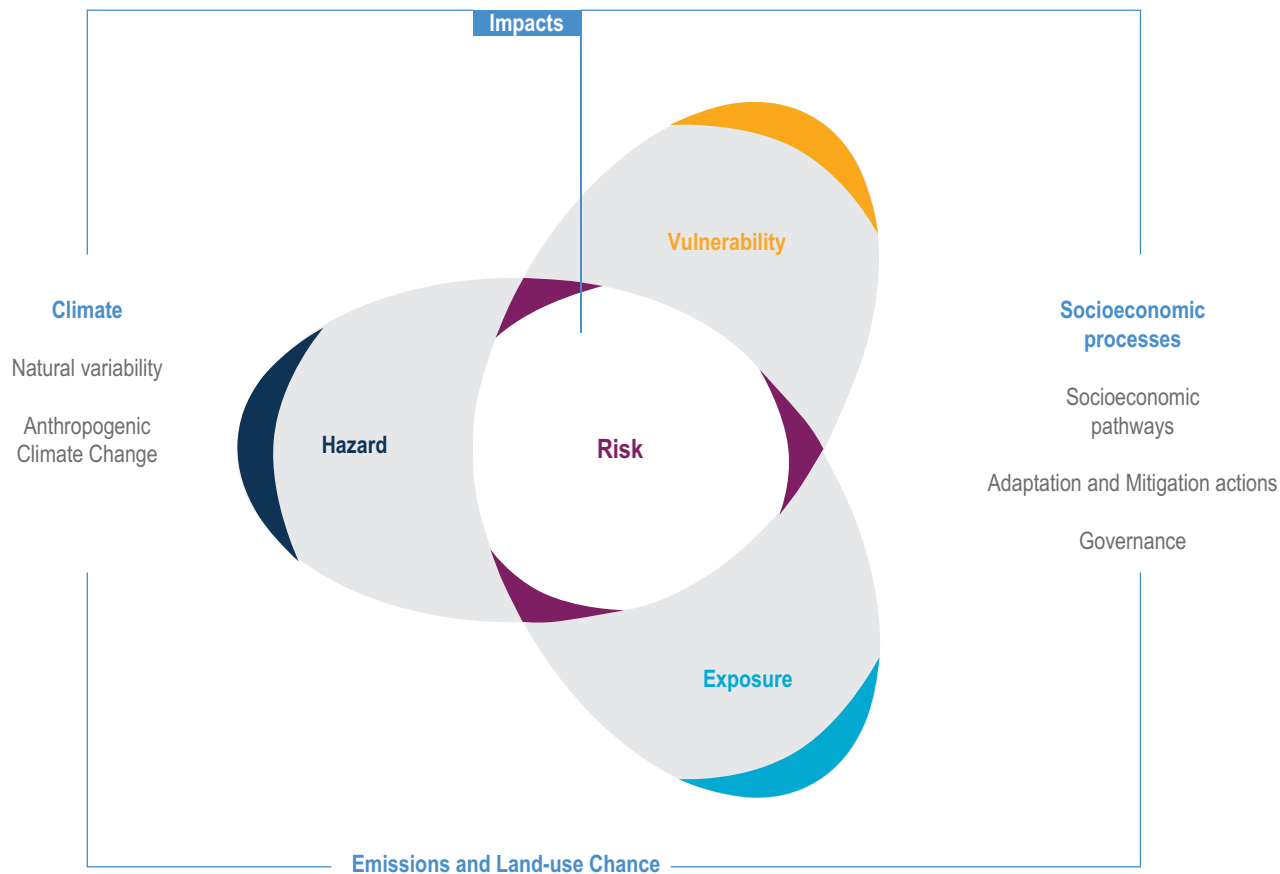 Impacts
Vulnerability
Climate
Natural variability
Anthropogenic
Climate Change
Hazard
Risk
Socioeconomic
processes
Socioeconomic
pathways
Adaptation and Mitigation actions
Governance
Exposure
Emissions and Land-use Chance